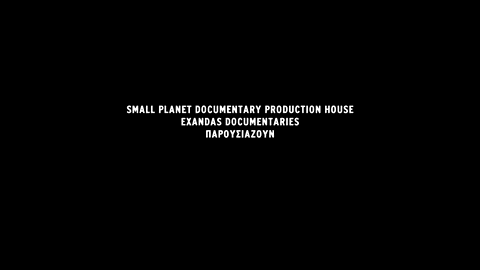 SMALL PLANET DOCUMENTARY PRODUCTION HOUSE
EXANDAS DOCUMENTARIES
ΠΑΡΟΥΣΙΑΖΟΥΝ